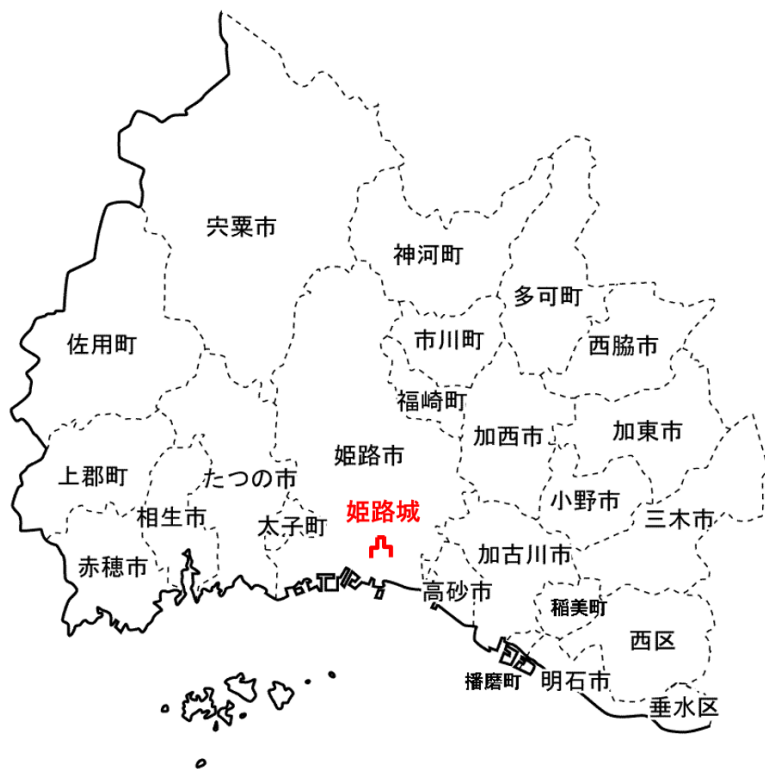 宍粟市
神河町
多可町
佐用町
市川町
西脇市
福崎町
加西市
加東市
姫路市
上郡町
たつの市
小野市
相生市
太子町
姫路城
三木市
赤穂市
加古川市
高砂市
稲美町
西区
播磨町
明石市
垂水区